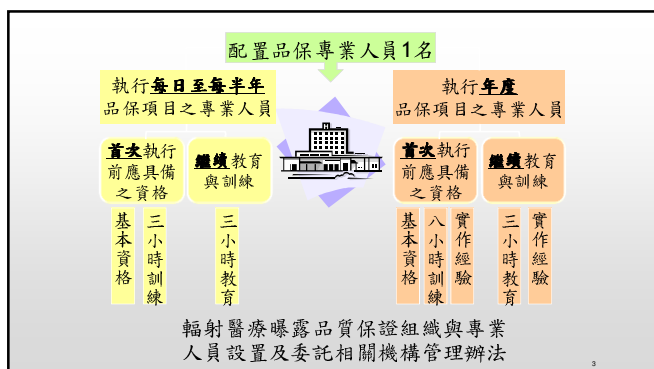 配置品保專業人員1名
執行每日至每半年
品保項目之專業人員
首次執行
前應具備
之資格
繼續教育
與訓練
基本資格
三小時訓練
三小時教育
執行年度
品保項目之專業人員
首次執行
前應具備
之資格
繼續教育
與訓練
基本資格
八小時訓練
實作經驗
三小時教育
實作經驗
輻射醫療曝露品質保證組織與專業
人員設置及委託相關機構管理辦法
3